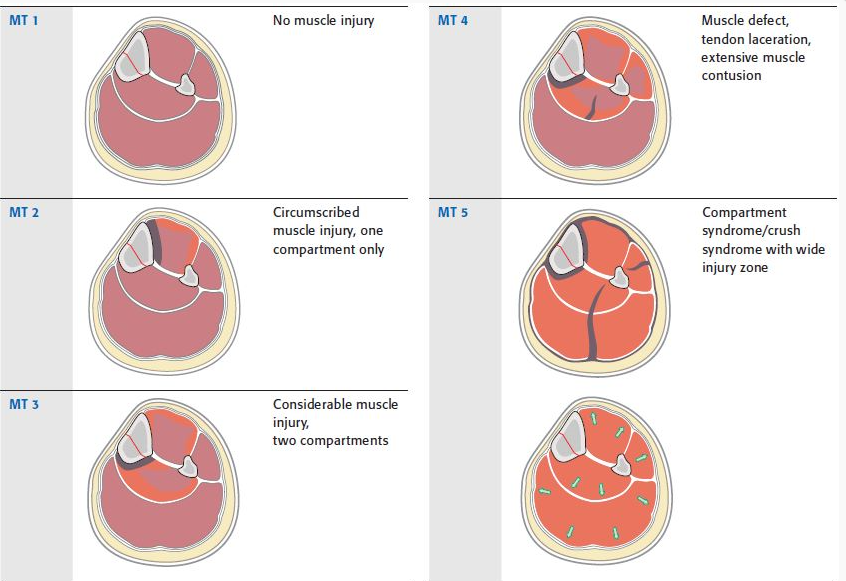 MT 1
No muscle injury
MT 2
Circumscribed
muscle injury, one
compartment only
MT 3
Considerable muscle
injury,
two compartments
MT 4
Muscle defect,
tendon laceration,
extensive muscle
contusion
MT 5
Compartment
syndrome/crush
syndrome with wide
injury zone